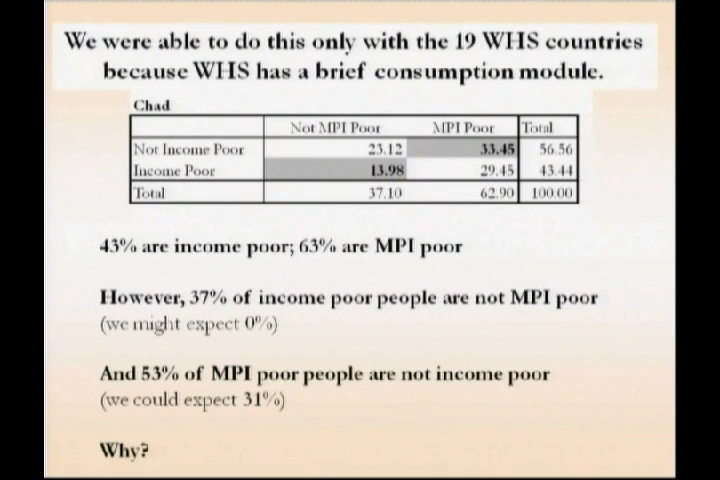 We were able to do this only with the 19 WHS countries
because WHS has a brief consumption module.
Chad
Not MPI Poor MPI Poor Total
Not Income Poor 23.12 33.45 56.56
Income Poor 13.98 29.45 43.44
Total 37.10 62.90 100.00
43% are income poor; 63% are MPI poor
However, 37% of income poor people are not MPI poor
(we might expect 0%)
And 53% of MPI poor people are not income poor
(we could expect 31%)
Why?